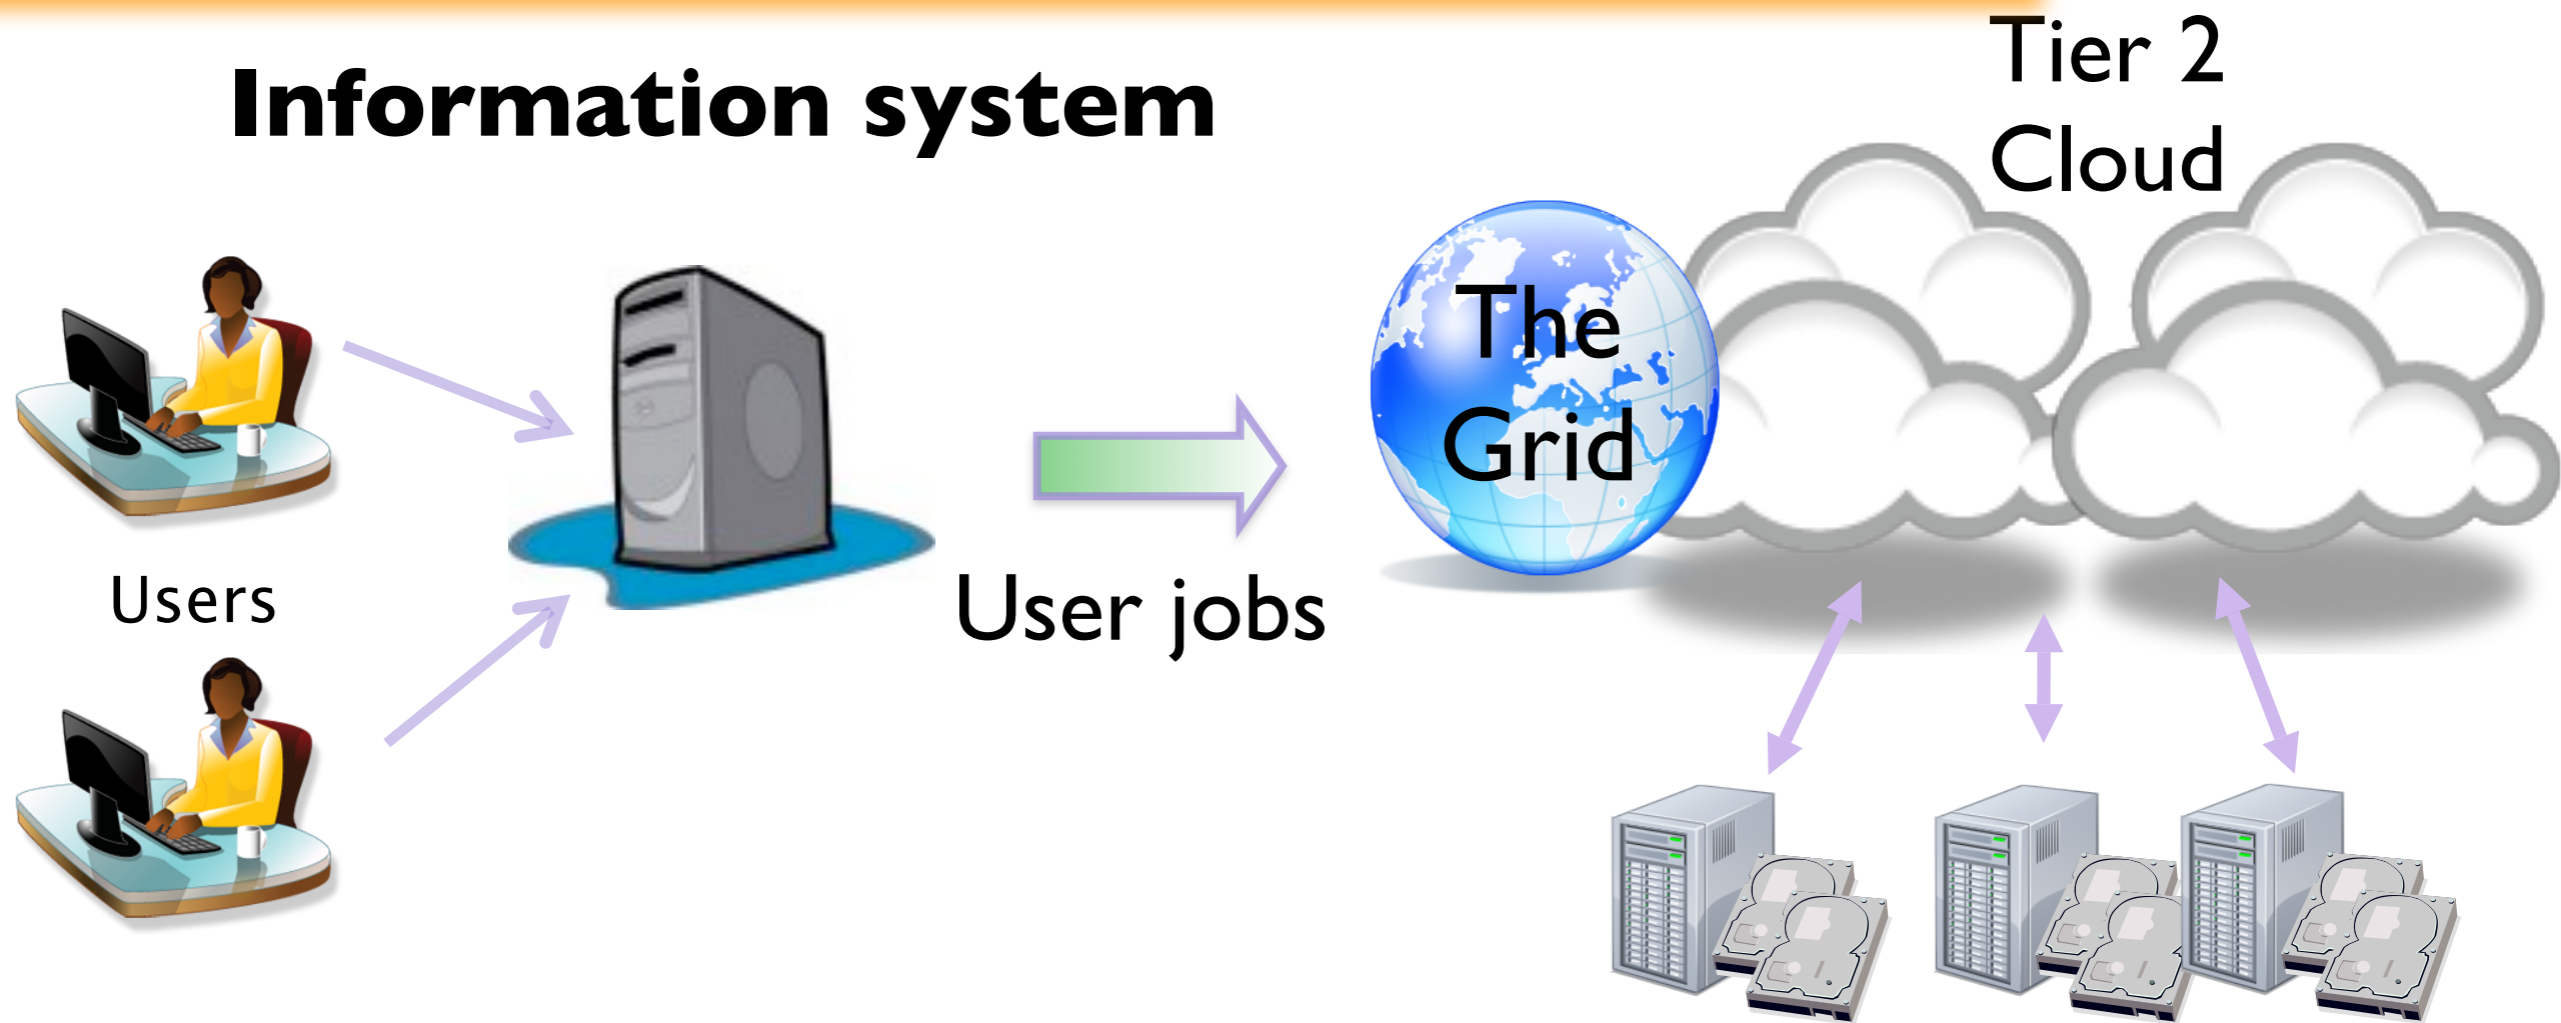 Information system
Tier 2
Cloud
The
Grid
Users
User jobs